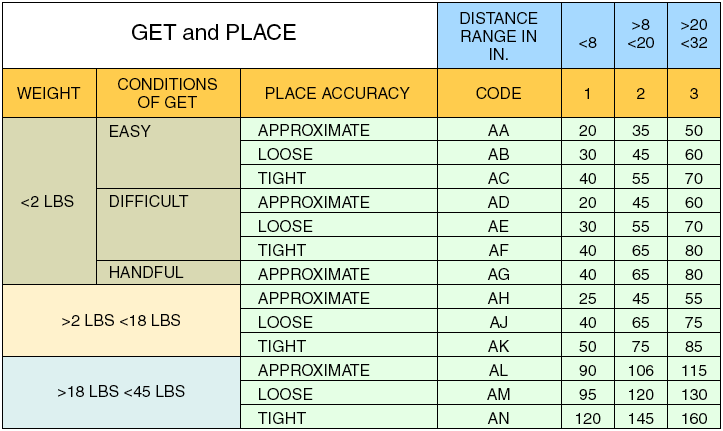 GET and PLACE DISTANCE RANGE IN IN. <8 >8 <20 >20 <32
WEIGHT CONDITIONS OF GET PLACE ACCURACY CODE 1 2 3
<2 LBS EASY APPROXIMATE AA 20 35 50
LOOSE AB 30 45 60
TIGHT AC 40 55 70
DIFFICULT APPROXIMATE AD 20 45 60
LOOSE AE 30 55 70
TIGHT AF 40 65 80
HANDFUL APPROXIMATE AG 40 65 80
>2 LBS <18 LBS APPROXIMATE AH 25 45 55
LOOSE AJ 40 65 75
TIGHT AK 50 75 85
>18 LBS <45 LBS APPROXIMATE AL 90 106 115
LOOSE AM 95 120 130
TIGHT AN 120 145 160